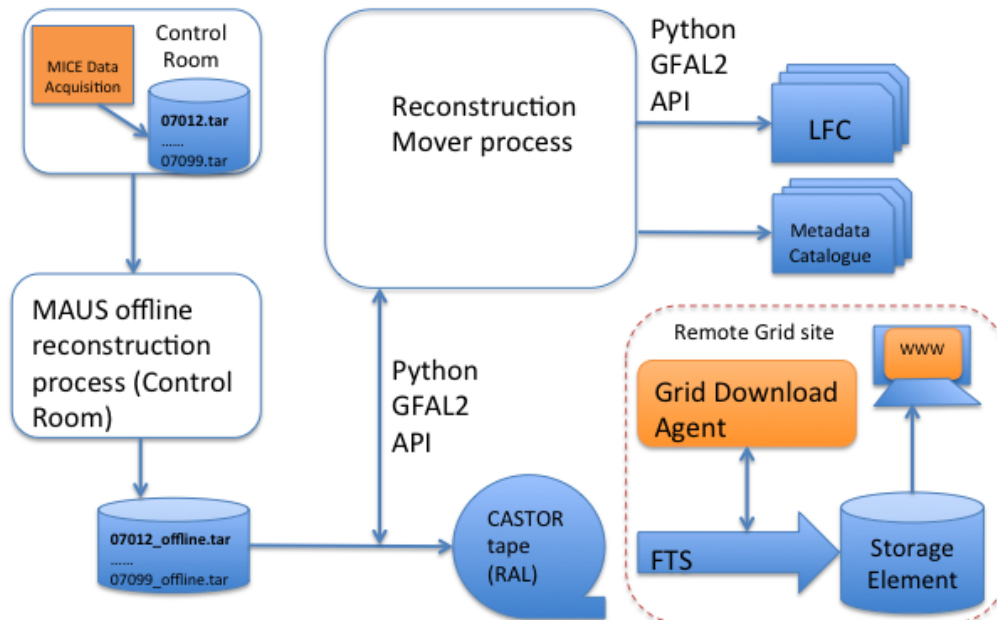 Control
Room
MICE Data
Acquisition
07012.tar
......
07099.tar
MAUS offline
reconstruction
process (Control
Room)
07012_offline.tar
......
07099_offline.tar
Reconstruction
Mover process
Python
GFAL2
API
LFC
Metadata
Catalogue
Python
GFAL2
API
CASTOR
tape
(RAL)
Remote Grid site
www
Grid Download
Agent
FTS
Storage
Element